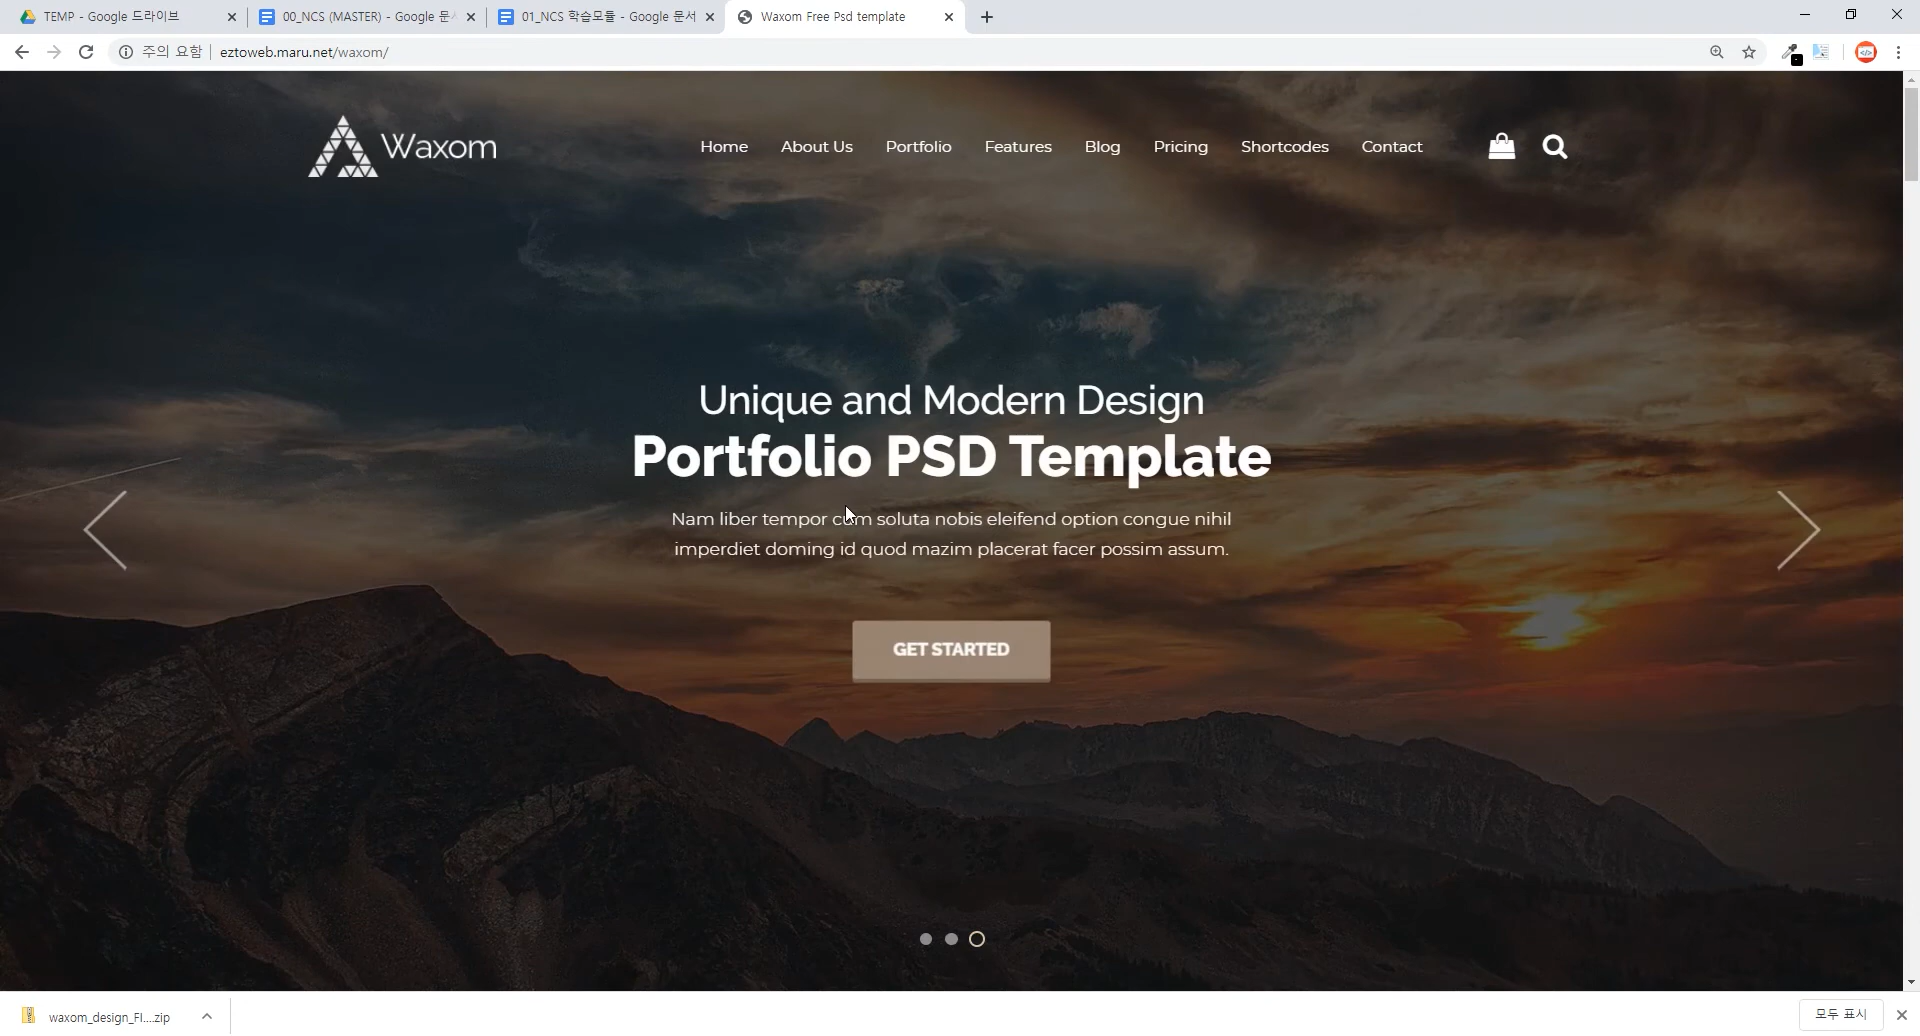 TEMP - Google 드라이브
00_NCS (MASTER) - Google 문
01_NCS 학습모듈 - Google 문서
Waxom Free Psd template
주의 요함
eztoweb.maru.net/waxom/
Waxom
Home
About Us
Portfolio
Features
Blog
Pricing
Shortcodes
Contact
Unique and Modern Design
Portfolio PSD Template
Nam liber tempor cum soluta nobis eleifend option congue nihil
imperdiet doming id quod mazim placerat facer possim assum.
GET STARTED
waxom_design_FI....zip
모두 표시